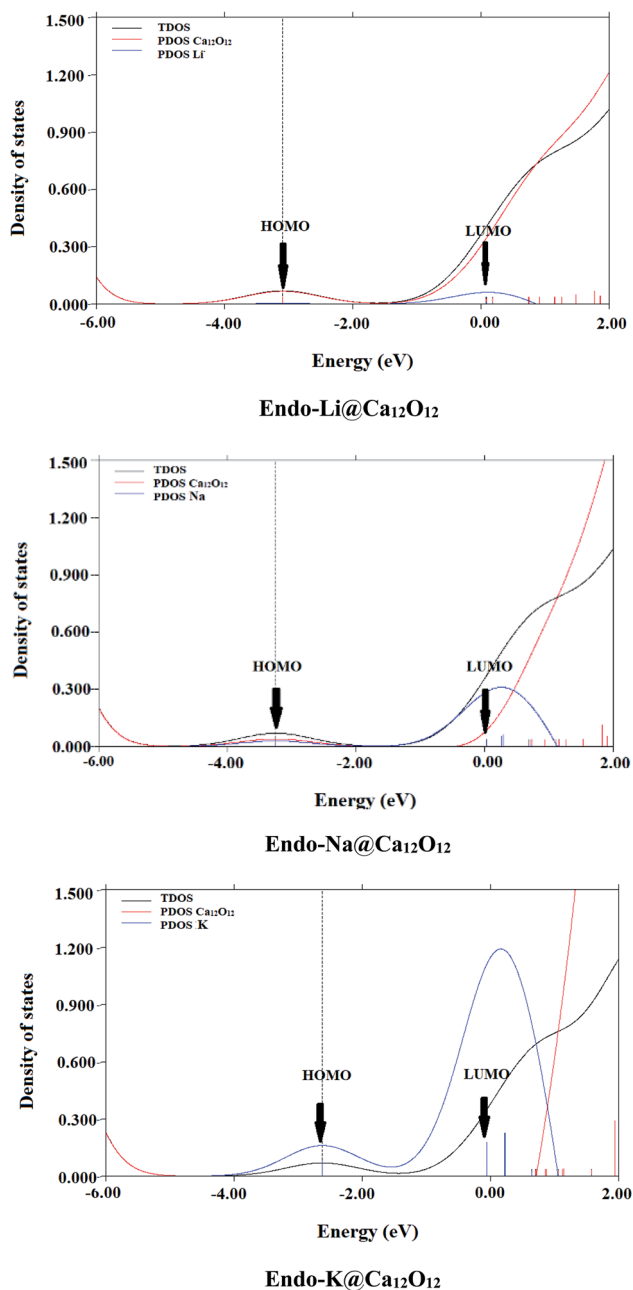 TDOS
PDOS Ca₁₂O₁₂
PDOS Li
1.500
1.200
0.900
0.600
0.300
0.000
Density of states
HOMO
LUMO
-6.00 -4.00 -2.00 0.00 2.00
Energy (eV)
Endo-Li@Ca₁₂O₁₂
TDOS
PDOS Ca₁₂O₁₂
PDOS Na
1.500
1.200
0.900
0.600
0.300
0.000
Density of states
HOMO
LUMO
-6.00 -4.00 -2.00 0.00 2.00
Energy (eV)
Endo-Na@Ca₁₂O₁₂
TDOS
PDOS Ca₁₂O₁₂
PDOS K
1.500
1.200
0.900
0.600
0.300
0.000
Density of states
HOMO
LUMO
-6.00 -4.00 -2.00 0.00 2.00
Energy (eV)
Endo-K@Ca₁₂O₁₂